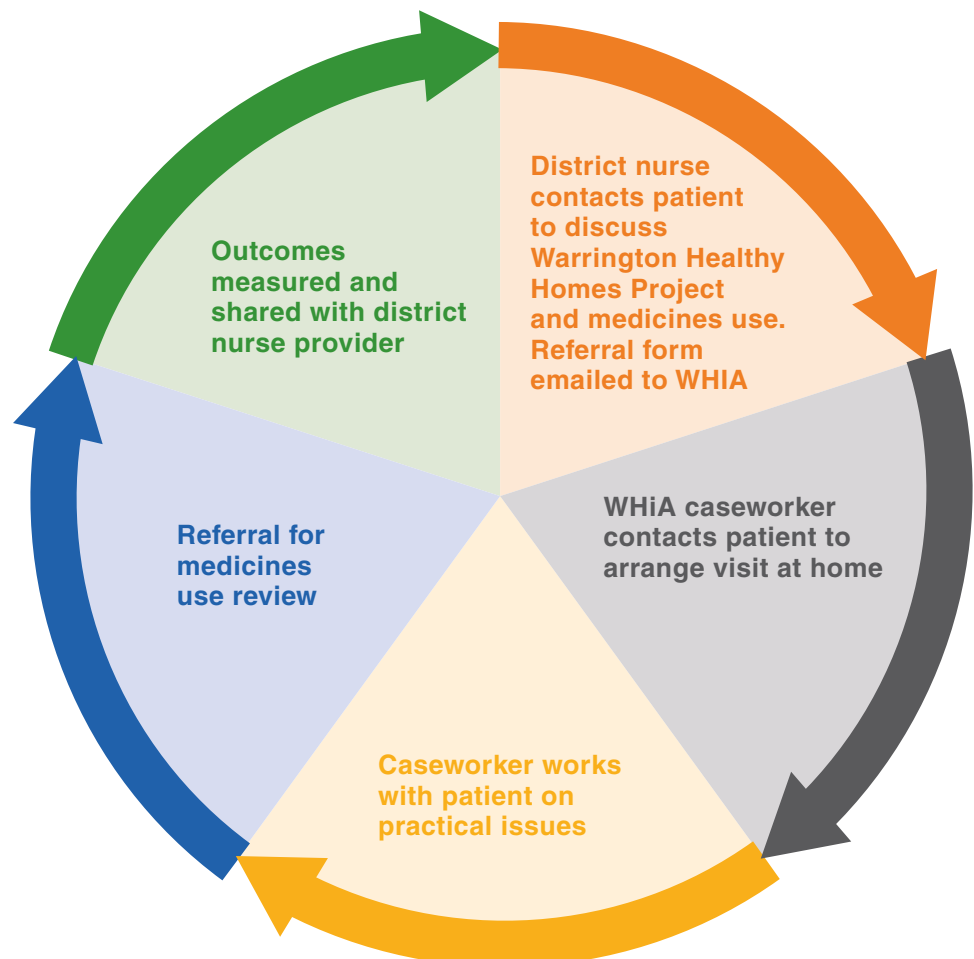 District nurse
contacts patient
to discuss
Warrington Healthy
Homes Project
and medicines use.
Referral form
emailed to WHIA
WHiA caseworker
contacts patient to
arrange visit at home
Caseworker works
with patient on
practical issues
Referral for
medicines
use review
Outcomes
measured and
shared with district
nurse provider